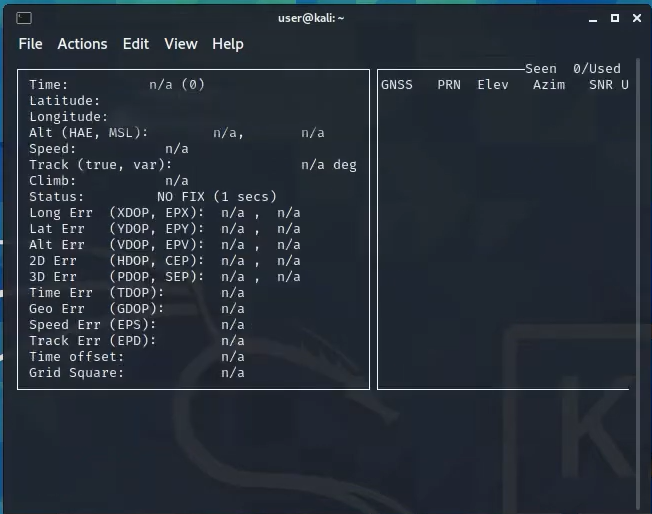 user@kali: ~
File Actions Edit View Help
Seen 0/Used
Time: n/a (0)
GNSS PRN Elev Azim SNR U
Latitude:
Longitude:
Alt (HAE, MSL): n/a, n/a
Speed: n/a
Track (true, var): n/a deg
Climb: n/a
Status: NO FIX (1 secs)
Long Err (XDOP, EPX): n/a , n/a
Lat Err (YDOP, EPY): n/a , n/a
Alt Err (VDOP, EPV): n/a , n/a
2D Err (HDOP, CEP): n/a , n/a
3D Err (PDOP, SEP): n/a , n/a
Time Err (TDOP): n/a
Geo Err (GDOP): n/a
Speed Err (EPS): n/a
Track Err (EPD): n/a
Time offset: n/a
Grid Square: n/a
K